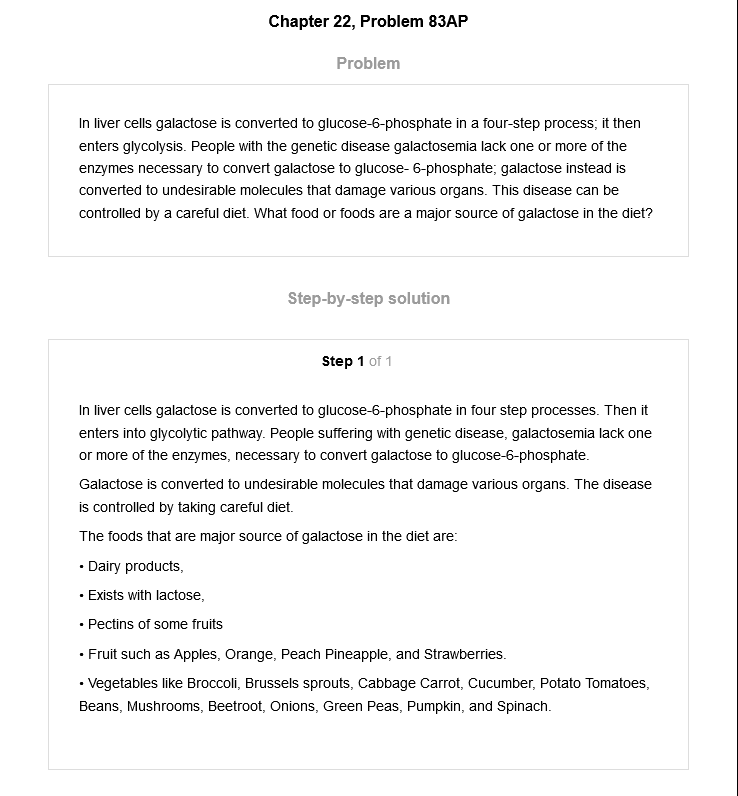 Chapter 22, Problem 83AP
Problem
In liver cells galactose is converted to glucose-6-phosphate in a four-step process; it then
enters glycolysis. People with the genetic disease galactosemia lack one or more of the
enzymes necessary to convert galactose to glucose- 6-phosphate; galactose instead is
converted to undesirable molecules that damage various organs. This disease can be
controlled by a careful diet. What food or foods are a major source of galactose in the diet?
Step-by-step solution
Step 1 of 1
In liver cells galactose is converted to glucose-6-phosphate in four step processes. Then it
enters into glycolytic pathway. People suffering with genetic disease, galactosemia lack one
or more of the enzymes, necessary to convert galactose to glucose-6-phosphate.
Galactose is converted to undesirable molecules that damage various organs. The disease
is controlled by taking careful diet.
The foods that are major source of galactose in the diet are:
• Dairy products,
• Exists with lactose,
• Pectins of some fruits
• Fruit such as Apples, Orange, Peach Pineapple, and Strawberries.
• Vegetables like Broccoli, Brussels sprouts, Cabbage Carrot, Cucumber, Potato Tomatoes,
Beans, Mushrooms, Beetroot, Onions, Green Peas, Pumpkin, and Spinach.